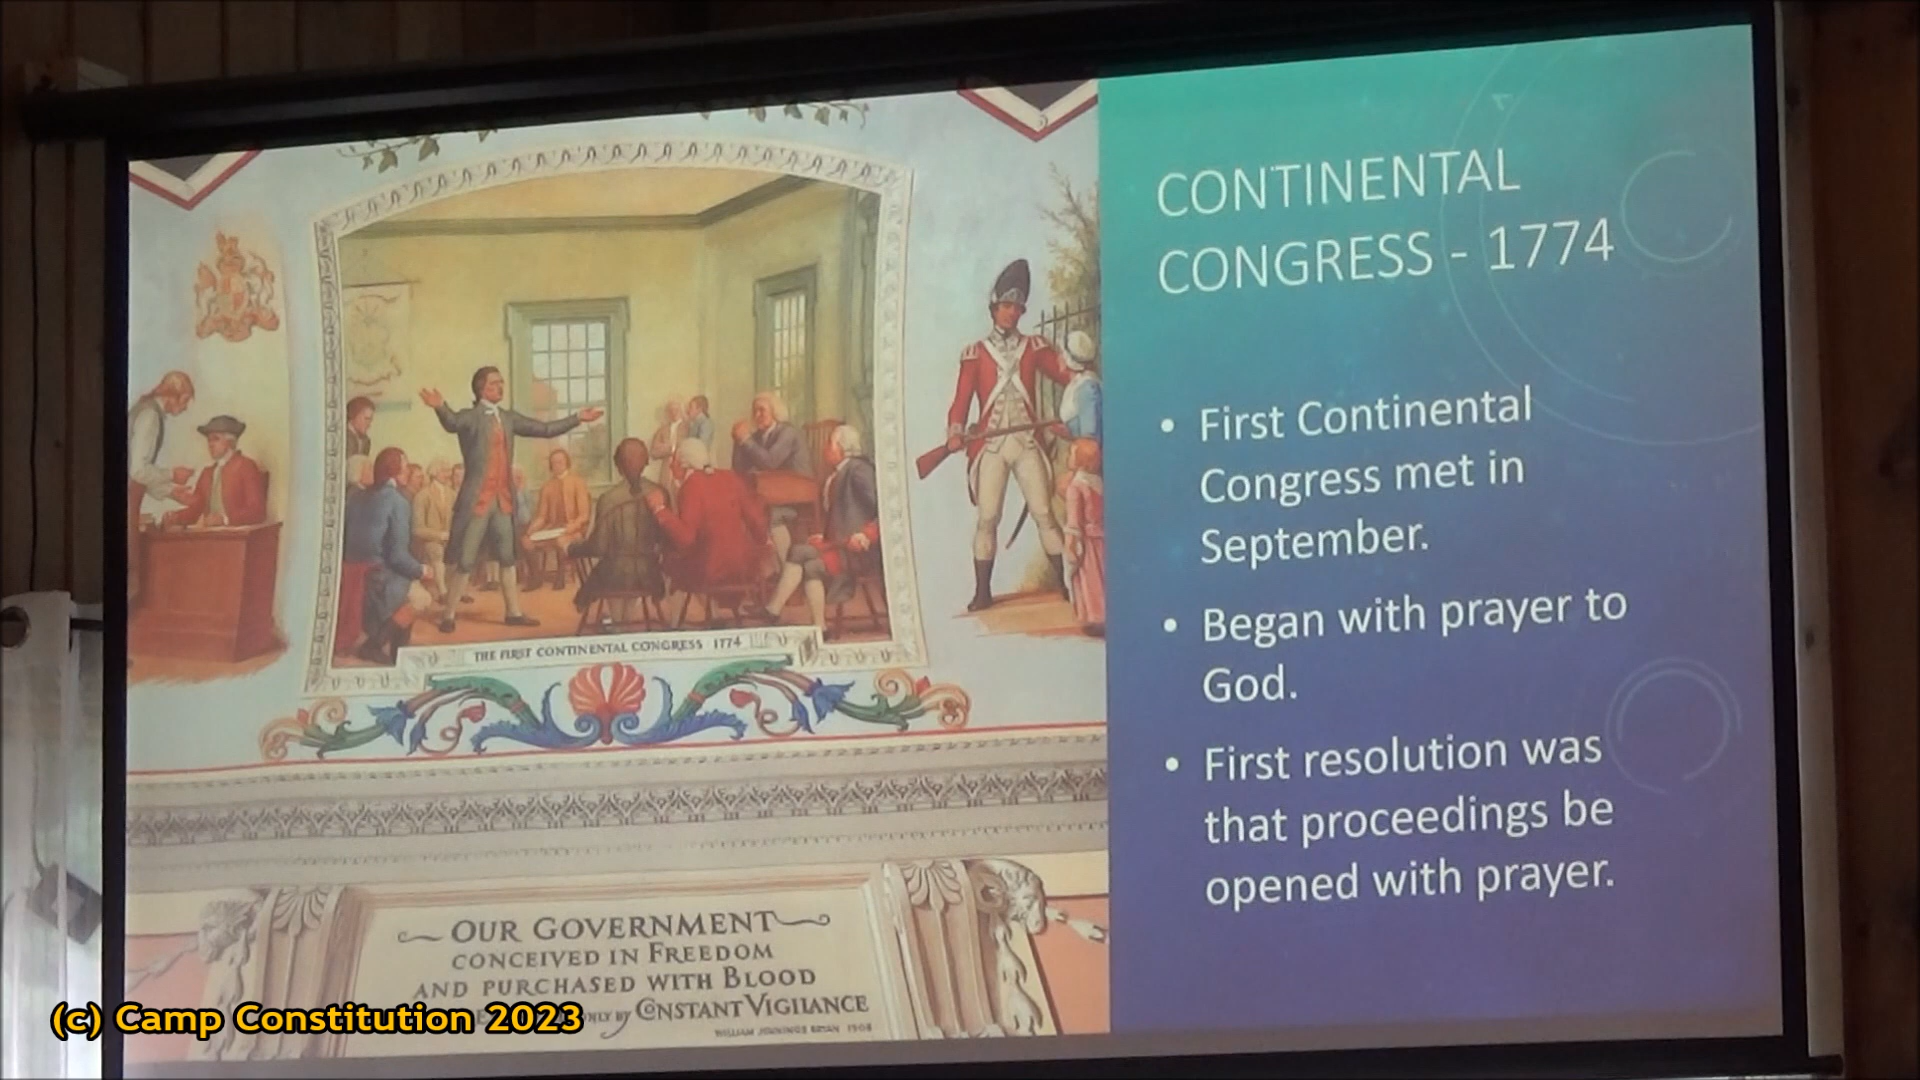 THE FIRST CONTINENTAL CONGRESS 1774
OUR GOVERNMENT
CONCEIVED IN FREEDOM
AND PURCHASED WITH BLOOD
ONLY BY CONSTANT VIGILANCE
WILLIAM JENNINGS BRYAN 1908
CONTINENTAL
CONGRESS - 1774
• First Continental
Congress met in
September.
• Began with prayer to
God.
• First resolution was
that proceedings be
opened with prayer.
(c) Camp Constitution 2023